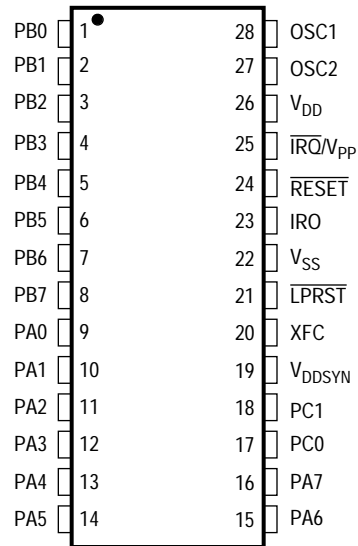 PB0 1 28 OSC1
PB1 2 27 OSC2
PB2 3 26 VDD
PB3 4 25 IRQ/VPP
PB4 5 24 RESET
PB5 6 23 IRO
PB6 7 22 VSS
PB7 8 21 LPRST
PA0 9 20 XFC
PA1 10 19 VDDSYN
PA2 11 18 PC1
PA3 12 17 PC0
PA4 13 16 PA7
PA5 14 15 PA6